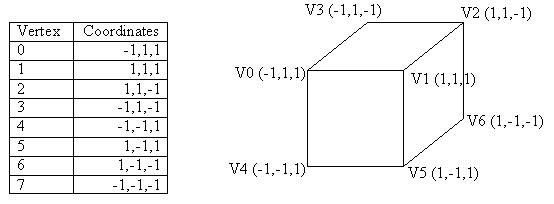 Vertex Coordinates
0 -1,1,1
1 1,1,1
2 1,1,-1
3 -1,1,-1
4 -1,-1,1
5 1,-1,1
6 1,-1,-1
7 -1,-1,-1
V3 (-1,1,-1)
V2 (1,1,-1)
V0 (-1,1,1)
V1 (1,1,1)
V6 (1,-1,-1)
V4 (-1,-1,1)
V5 (1,-1,1)